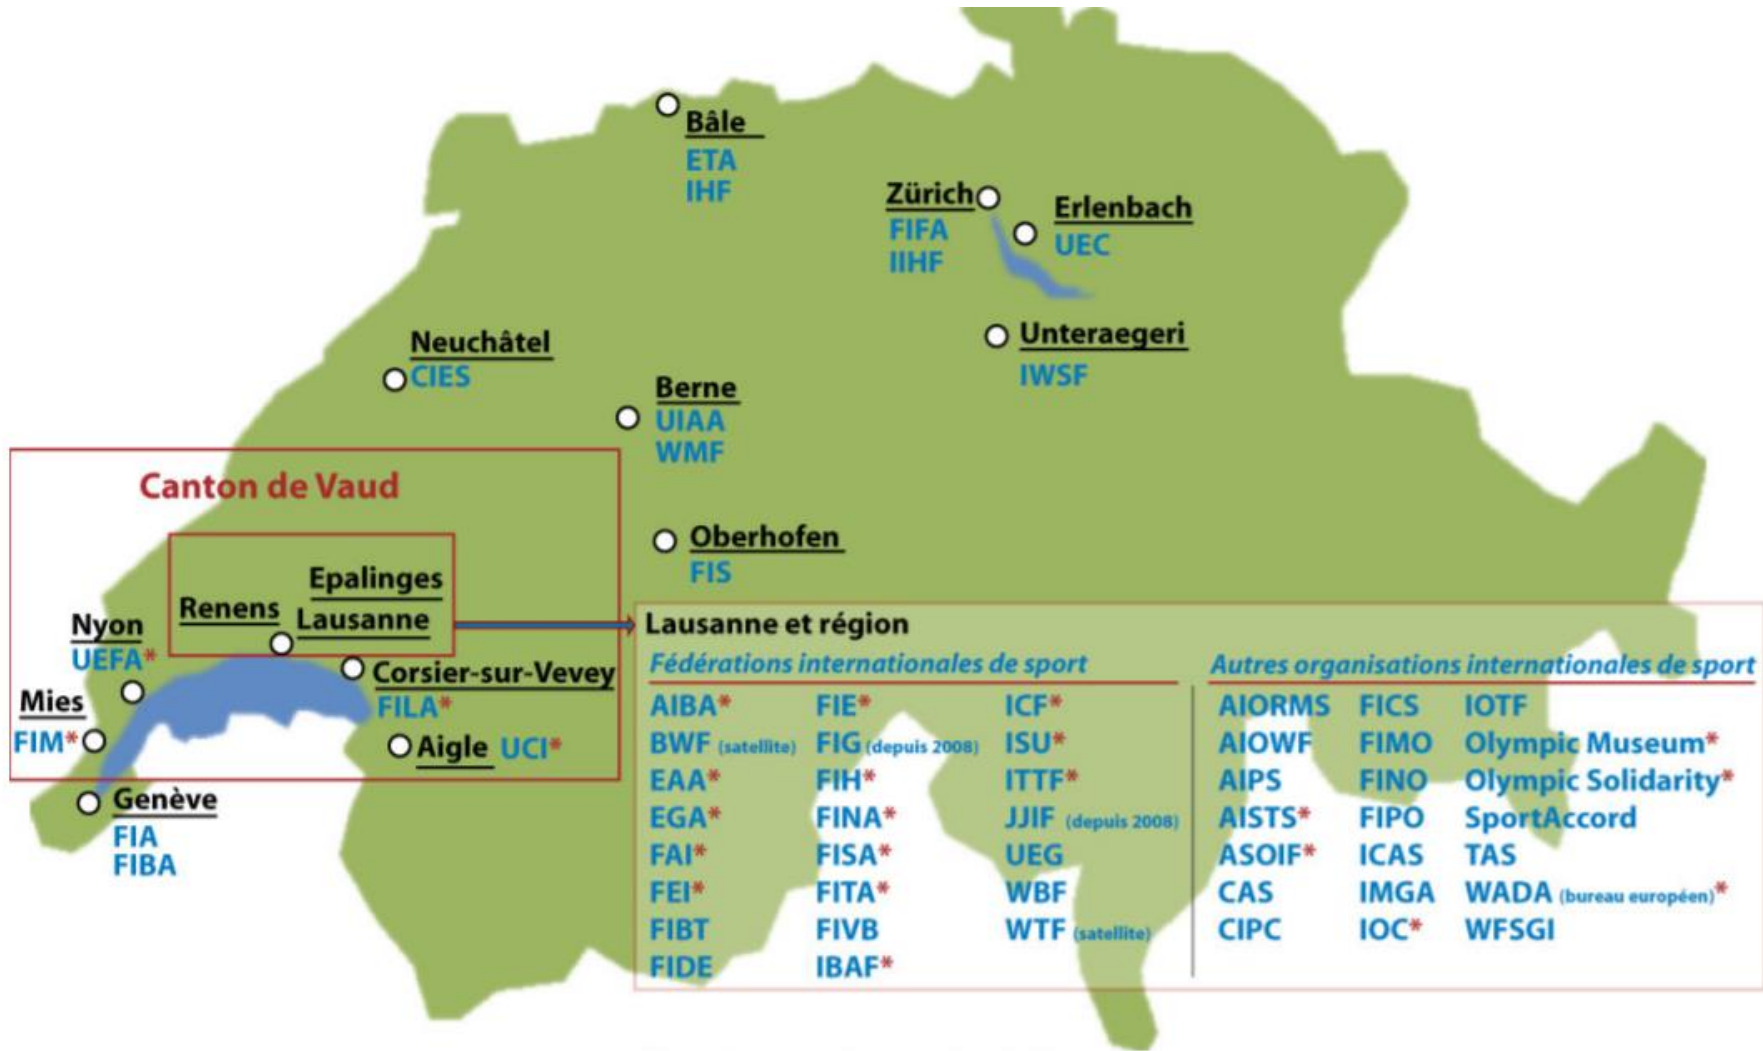 Bâle
ETA
IHF
Zürich
FIFA
IIHF
Erlenbach
UEC
Unteraegeri
IWSF
Neuchâtel
CIES
Berne
UIAA
WMF
Oberhofen
FIS
Canton de Vaud
Epalinges
Renens
Lausanne
Nyon
UEFA*
Mies
FIM*
Corsier-sur-Vevey
FILA*
Aigle UCI*
Genève
FIA
FIBA
Lausanne et région
Fédérations internationales de sport
AIBA* FIE* ICF*
BWF (satellite) FIG (depuis 2008) ISU*
EAA* FIH* ITTF*
EGA* FINA* JJIF (depuis 2008)
FAI* FISA* UEG
FEI* FITA* WBF
FIBT FIVB WTF (satellite)
FIDE IBAF*
Autres organisations internationales de sport
AIORMS FICS IOTF
AIOWF FIMO Olympic Museum*
AIPS FINO Olympic Solidarity*
AISTS* FIPO SportAccord
ASOIF* ICAS TAS
CAS IMGA WADA (bureau européen)*
CIPC IOC* WFSGI